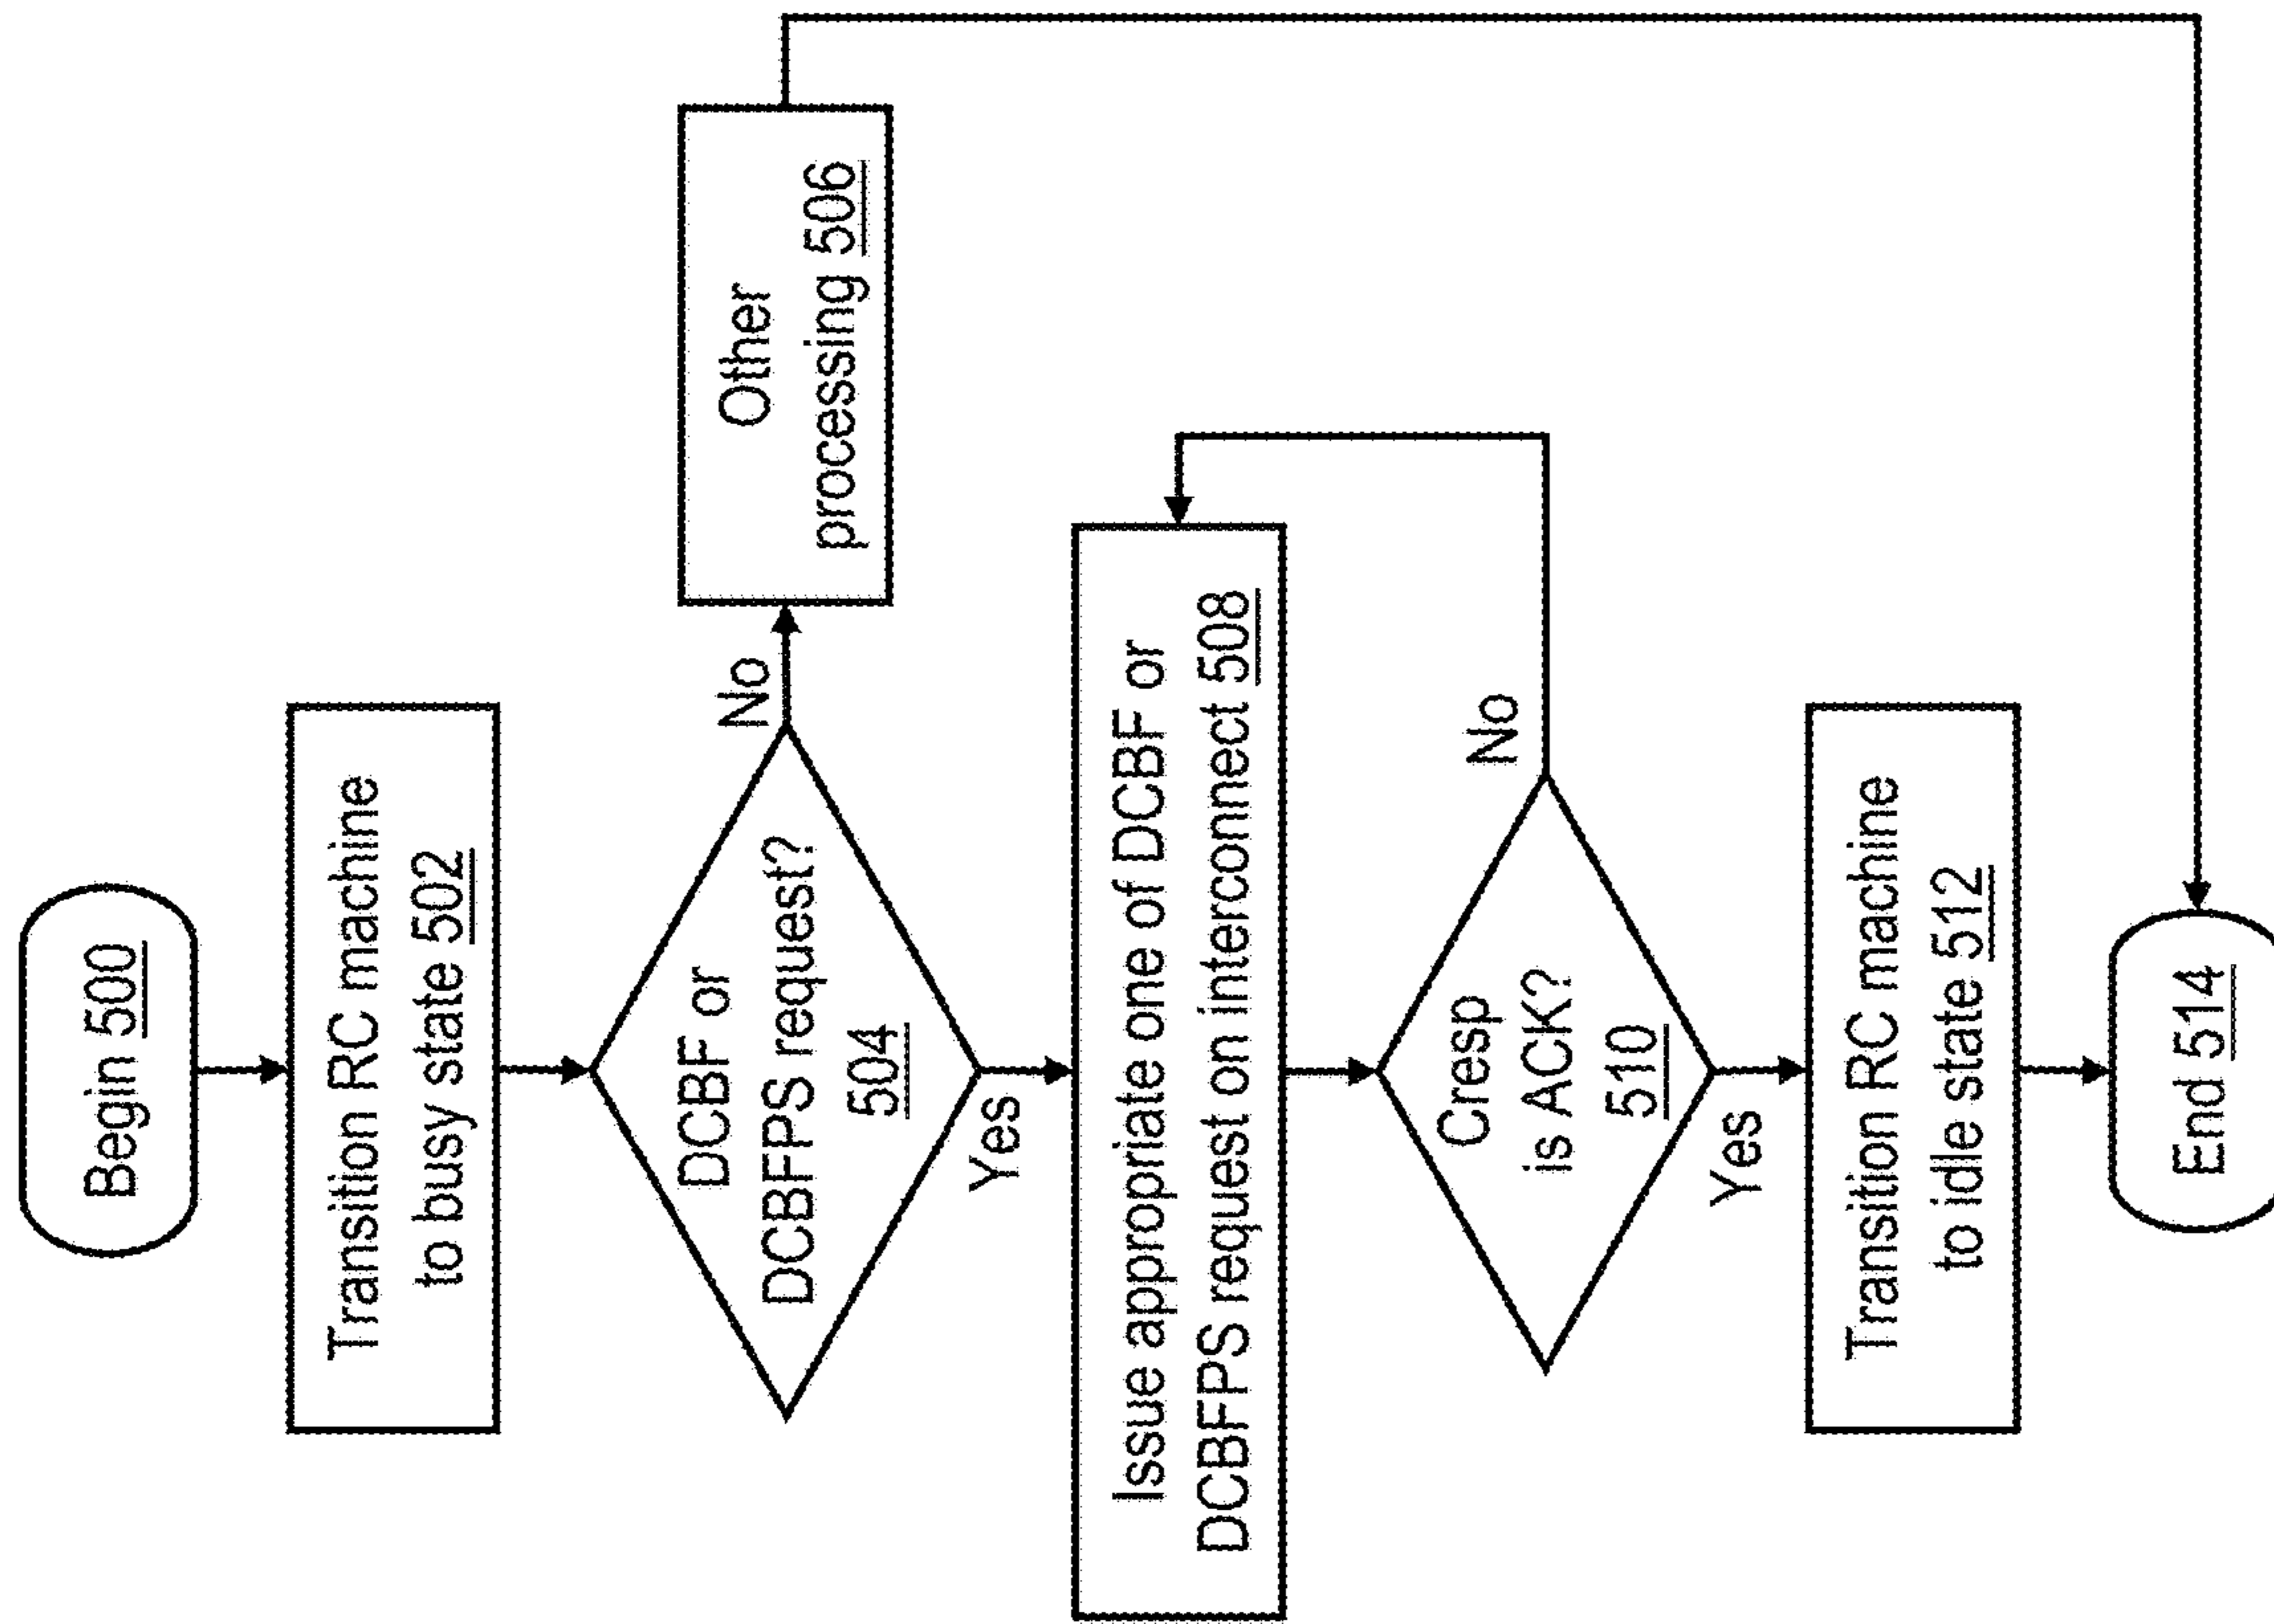 Begin 500
Transition RC machine
to busy state 502
DCBF or
DCBFPS request?
504
No
Other
processing 506
Yes
Issue appropriate one of DCBF or
DCBFPS request on interconnect 508
Cresp
is ACK?
510
No
Yes
Transition RC machine
to idle state 512
End 514